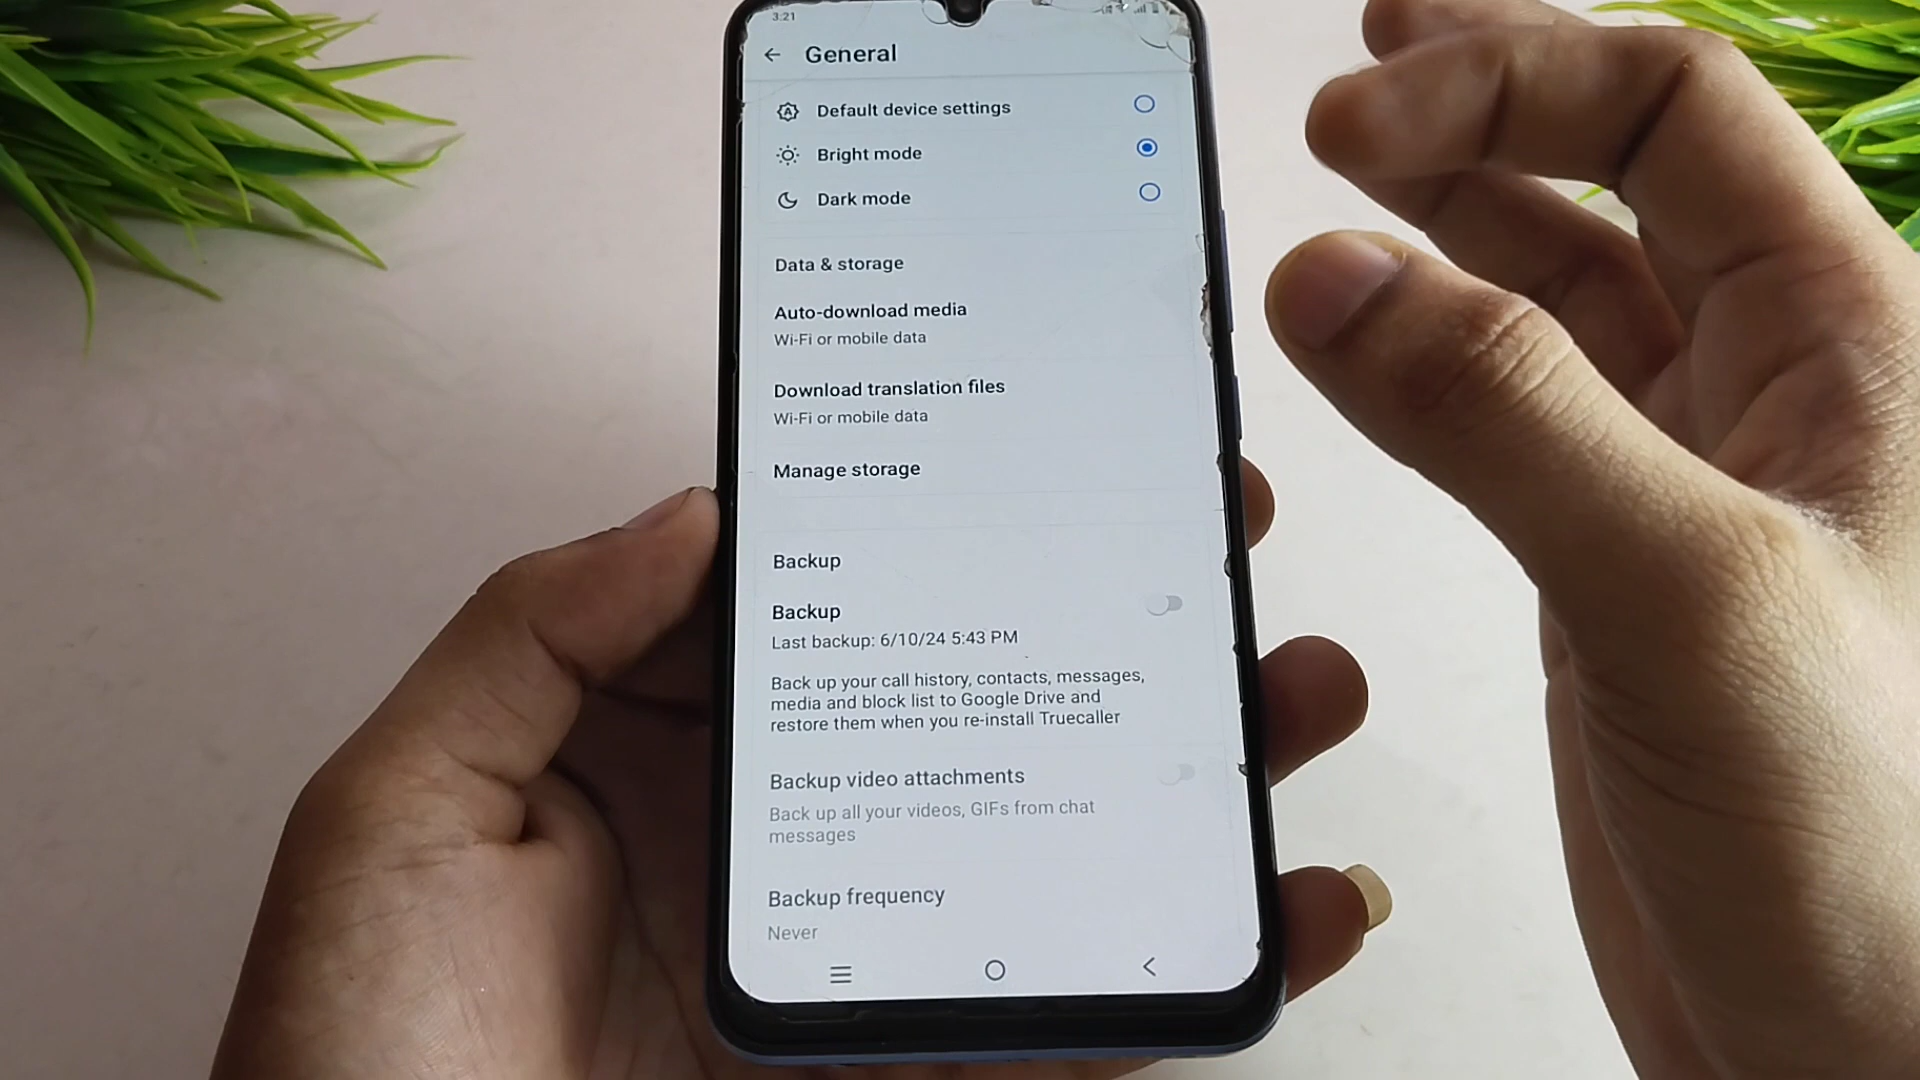 3:21
General
Default device settings
Bright mode
Dark mode
Data & storage
Auto-download media
Wi-Fi or mobile data
Download translation files
Wi-Fi or mobile data
Manage storage
Backup
Backup
Last backup: 6/10/24 5:43 PM
Back up your call history, contacts, messages,
media and block list to Google Drive and
restore them when you re-install Truecaller
Backup video attachments
Back up all your videos, GIFs from chat
messages
Backup frequency
Never